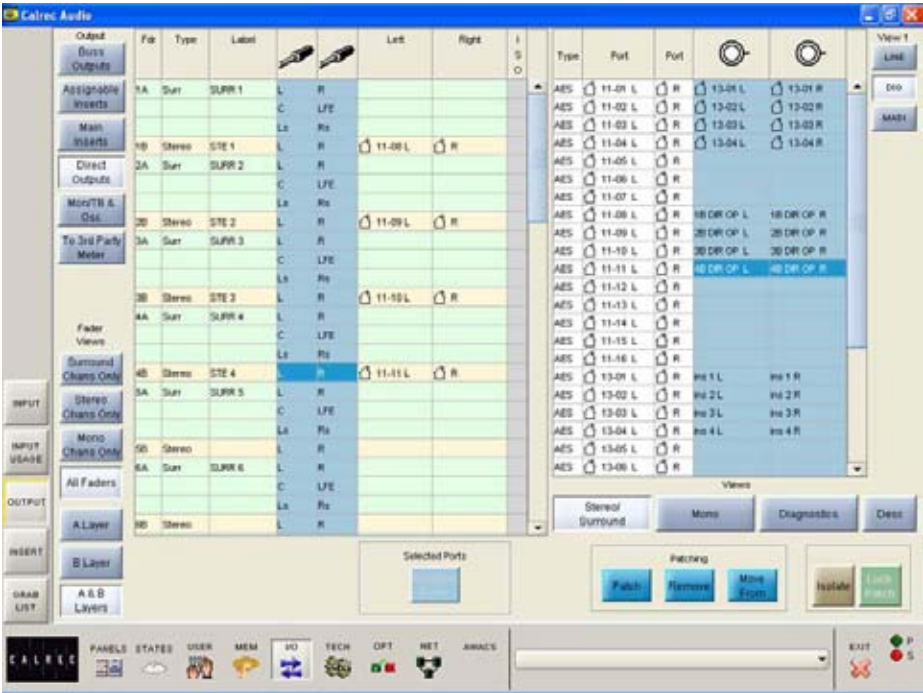 Calrec Audio
Output
Buss Outputs
Assignable Inserts
Main Inserts
Direct Outputs
Mon/TB & Osc
To 3rd Party Meter
Fader Views
Surround Chans Only
Stereo Chans Only
Mono Chans Only
All Faders
A Layer
B Layer
A & B Layers
INPUT
INPUT USAGE
OUTPUT
INSERT
GRAB LIST
Fdr Type Label Left Right ISO
1A Surr SURR 1 L R
C LFE
Ls Rs
1B Stereo STE 1 L R 11-08 L R
2A Surr SURR 2 L R
C LFE
Ls Rs
2B Stereo STE 2 L R 11-09 L R
3A Surr SURR 3 L R
C LFE
Ls Rs
3B Stereo STE 3 L R 11-10 L R
4A Surr SURR 4 L R
C LFE
Ls Rs
4B Stereo STE 4 L R 11-11 L R
5A Surr SURR 5 L R
C LFE
Ls Rs
5B Stereo L R
6A Surr SURR 6 L R
C LFE
Ls Rs
6B Stereo L R
Type Port Port
AES 11-01 L R 13-01 L 13-01 R
AES 11-02 L R 13-02 L 13-02 R
AES 11-03 L R 13-03 L 13-03 R
AES 11-04 L R 13-04 L 13-04 R
AES 11-05 L R
AES 11-06 L R
AES 11-07 L R
AES 11-08 L R 1B DIR OP L 1B DIR OP R
AES 11-09 L R 2B DIR OP L 2B DIR OP R
AES 11-10 L R 3B DIR OP L 3B DIR OP R
AES 11-11 L R 4B DIR OP L 4B DIR OP R
AES 11-12 L R
AES 11-13 L R
AES 11-14 L R
AES 11-15 L R
AES 11-16 L R
AES 13-01 L R ins 1 L ins 1 R
AES 13-02 L R ins 2 L ins 2 R
AES 13-03 L R ins 3 L ins 3 R
AES 13-04 L R ins 4 L ins 4 R
AES 13-05 L R
AES 13-06 L R
View 1
LINE
DIO
MADI
Views
Stereo/ Surround
Mono
Diagnostics
Desc
Selected Ports
Patching
Patch
Remove
Move From
Isolate
Lock Patch
CALREC
PANELS STATES USER MEM I/O TECH OPT NET AWACS
EXIT
P
S